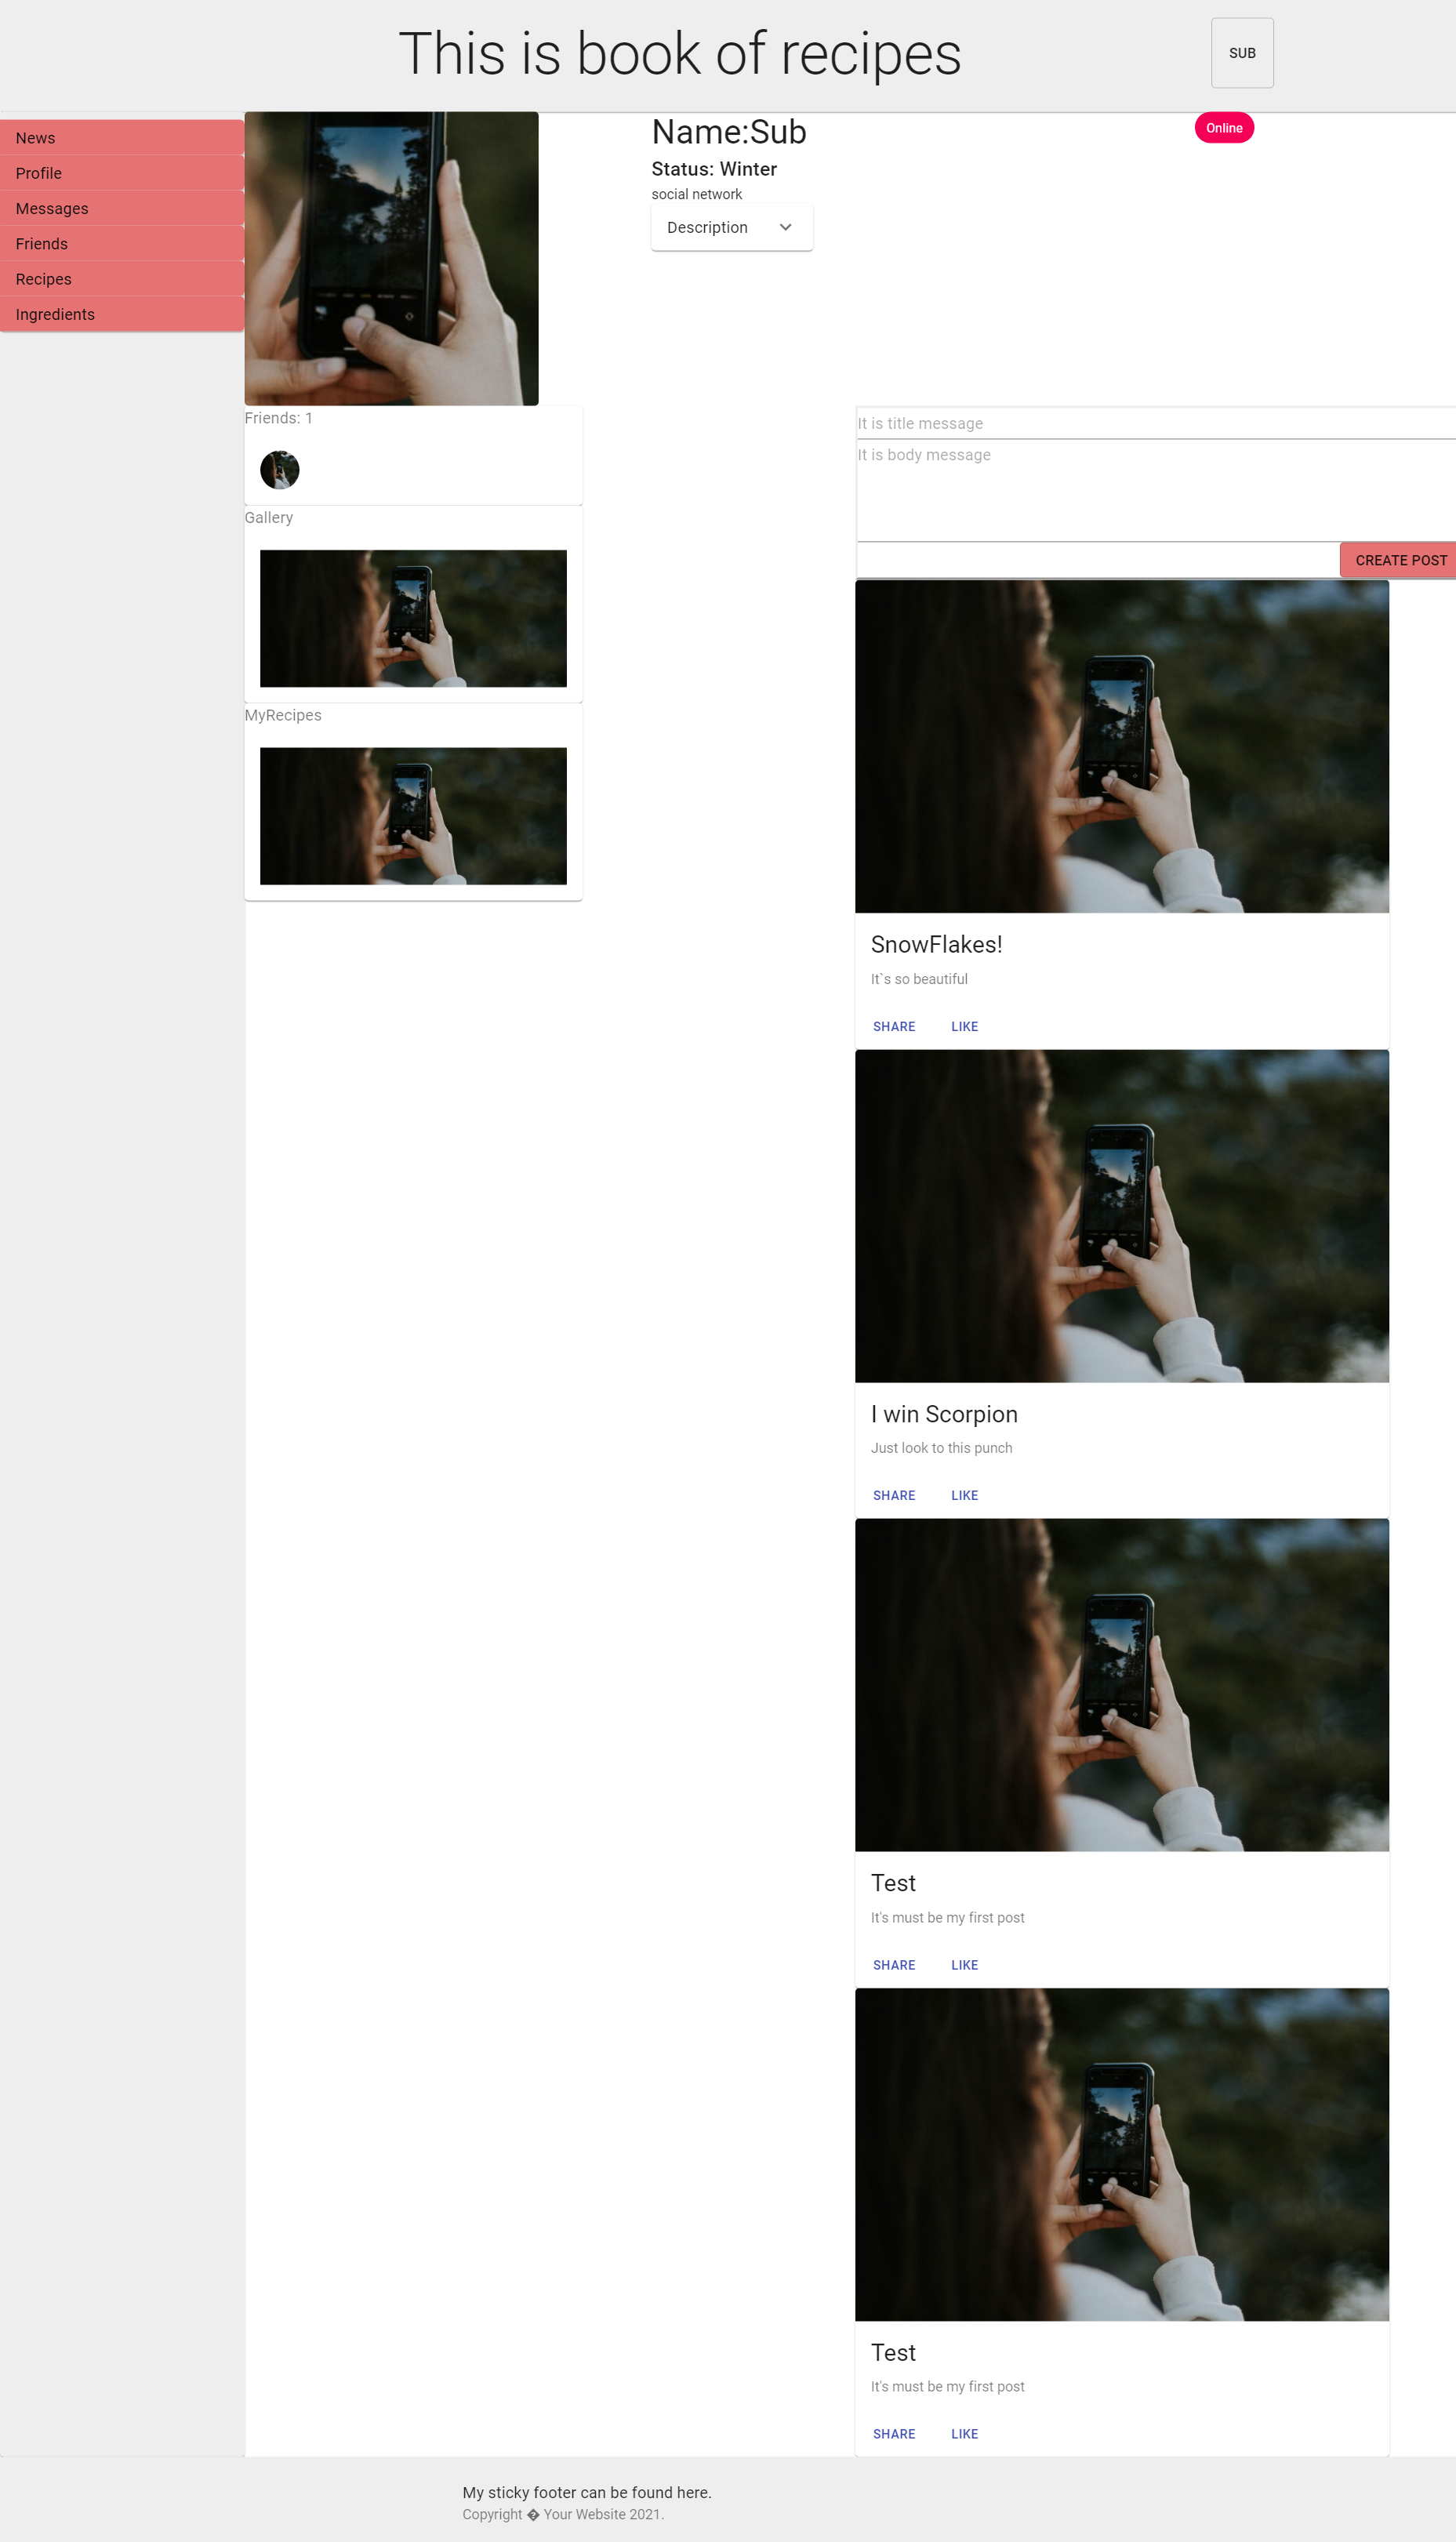 This is book of recipes
SUB
News
Profile
Messages
Friends
Recipes
Ingredients
Name:Sub
Online
Status: Winter
social network
Description
Friends: 1
Gallery
MyRecipes
It is title message
It is body message
CREATE POST
SnowFlakes!
It`s so beautiful
SHARE LIKE
I win Scorpion
Just look to this punch
SHARE LIKE
Test
It's must be my first post
SHARE LIKE
Test
It's must be my first post
SHARE LIKE
My sticky footer can be found here.
Copyright � Your Website 2021.